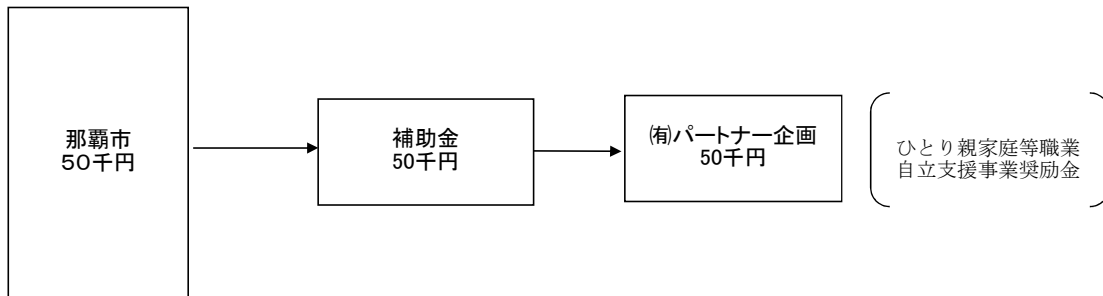 那覇市
５０千円
補助金
50千円
㈲パートナー企画
50千円
ひとり親家庭等職業
自立支援事業奨励金